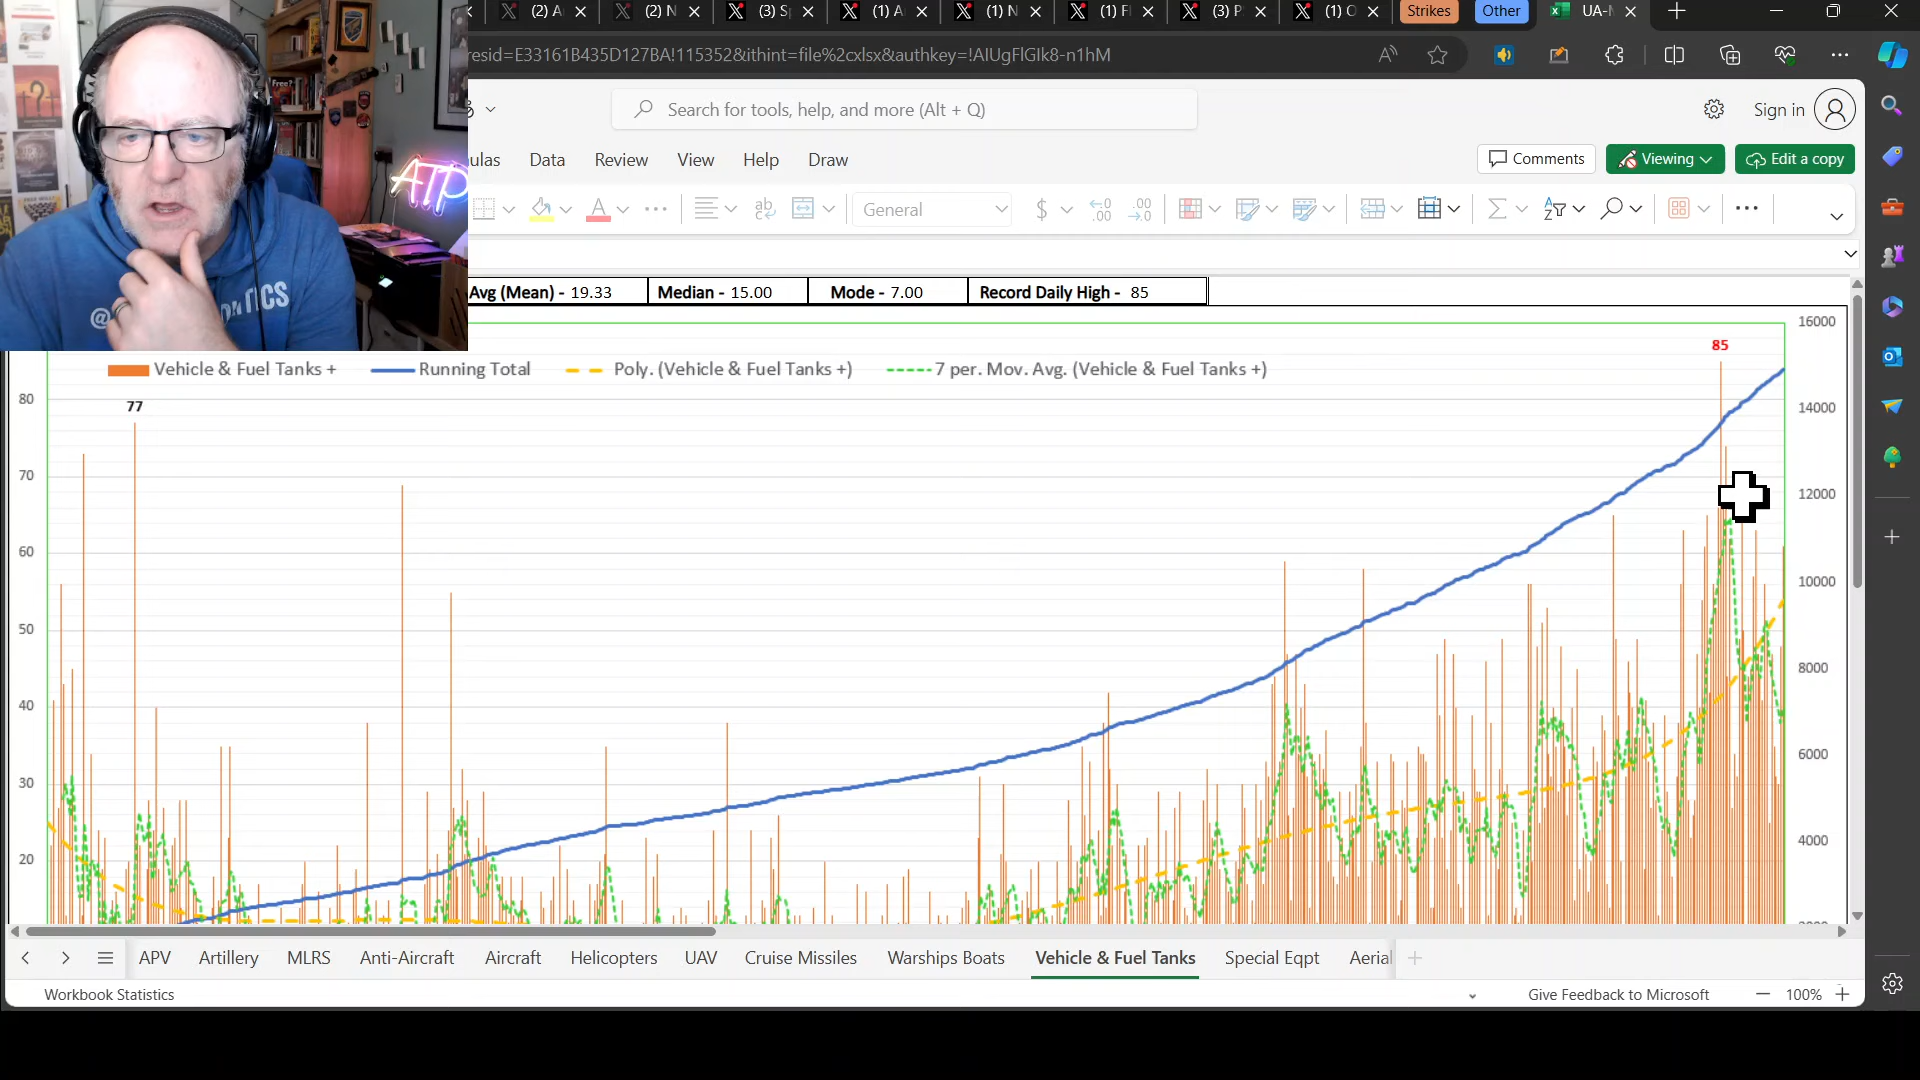 (2) A
(2) N
(3) S
(1) A
(1) N
(1) F
(3) P
(1) O
Strikes
Other
UA-
resid=E33161B435D127BA!115352&ithint=file%2cxlsx&authkey=!AIUgFlGIk8-n1hM
Search for tools, help, and more (Alt + Q)
Sign in
ulas
Data
Review
View
Help
Draw
Comments
Viewing
Edit a copy
General
Avg (Mean) - 19.33
Median - 15.00
Mode - 7.00
Record Daily High - 85
ATP
Vehicle & Fuel Tanks +
Running Total
Poly. (Vehicle & Fuel Tanks +)
7 per. Mov. Avg. (Vehicle & Fuel Tanks +)
85
77
80
70
60
50
40
30
20
16000
14000
12000
10000
8000
6000
4000
APV
Artillery
MLRS
Anti-Aircraft
Aircraft
Helicopters
UAV
Cruise Missiles
Warships Boats
Vehicle & Fuel Tanks
Special Eqpt
Aerial
Workbook Statistics
Give Feedback to Microsoft
100%